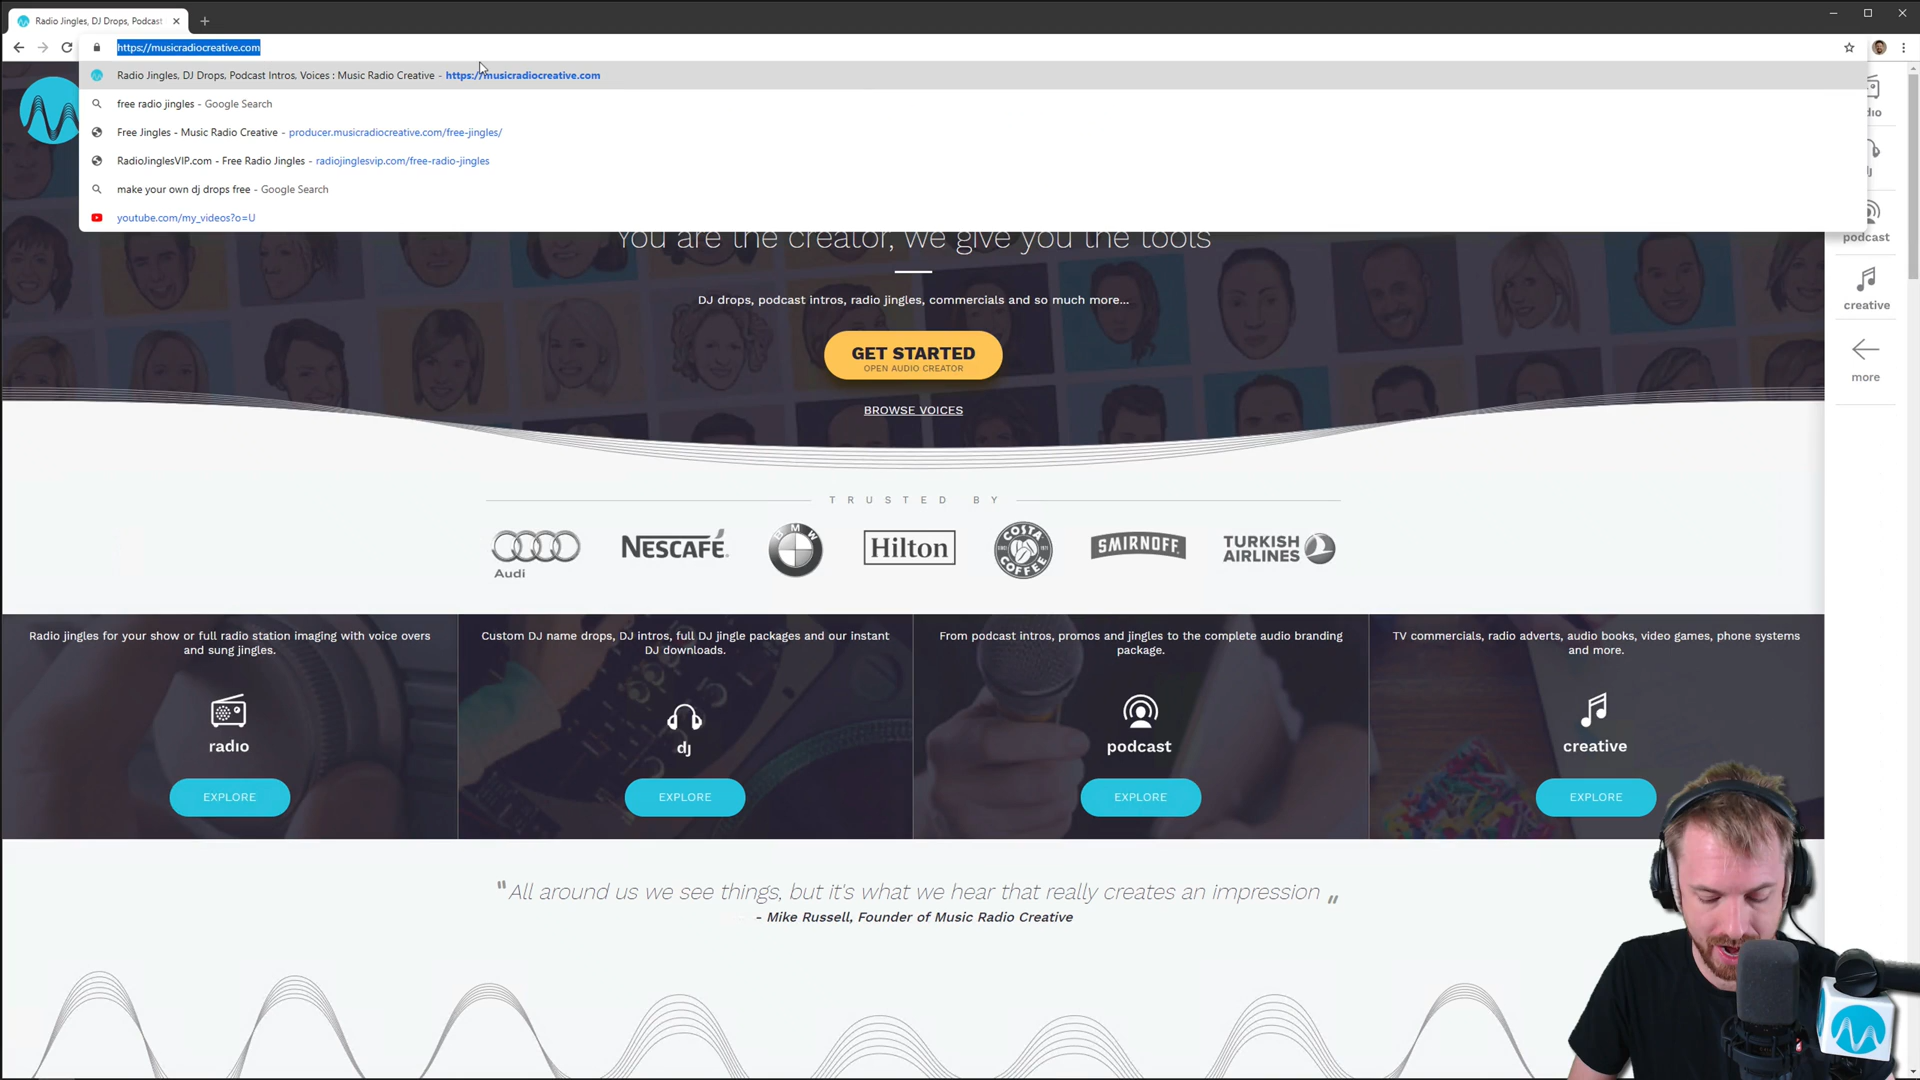 Radio Jingles, DJ Drops, Podcast
https://musicradiocreative.com
Radio Jingles, DJ Drops, Podcast Intros, Voices : Music Radio Creative - https://musicradiocreative.com
free radio jingles - Google Search
Free Jingles - Music Radio Creative - producer.musicradiocreative.com/free-jingles/
RadioJinglesVIP.com - Free Radio Jingles - radiojinglesvip.com/free-radio-jingles
make your own dj drops free - Google Search
youtube.com/my_videos?o=U
podcast
creative
more
You are the creator, we give you the tools
DJ drops, podcast intros, radio jingles, commercials and so much more...
GET STARTED
OPEN AUDIO CREATOR
BROWSE VOICES
TRUSTED BY
Audi
NESCAFÉ
BMW
Hilton
COSTA COFFEE
SMIRNOFF
TURKISH AIRLINES
Radio jingles for your show or full radio station imaging with voice overs
and sung jingles.
radio
EXPLORE
Custom DJ name drops, DJ intros, full DJ jingle packages and our instant
DJ downloads.
dj
EXPLORE
From podcast intros, promos and jingles to the complete audio branding
package.
podcast
EXPLORE
TV commercials, radio adverts, audio books, video games, phone systems
and more.
creative
EXPLORE
"All around us we see things, but it's what we hear that really creates an impression"
- Mike Russell, Founder of Music Radio Creative